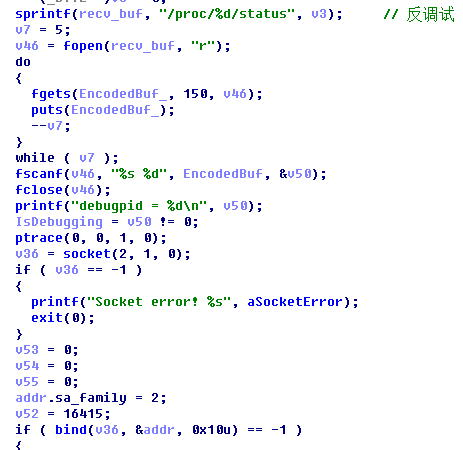 sprintf(recv_buf, "/proc/%d/status", v3);     // 反调试
v7 = 5;
v46 = fopen(recv_buf, "r");
do
{
  fgets(EncodedBuf_, 150, v46);
  puts(EncodedBuf_);
  --v7;
}
while ( v7 );
fscanf(v46, "%s %d", EncodedBuf, &v50);
fclose(v46);
printf("debugpid = %d\n", v50);
IsDebugging = v50 != 0;
ptrace(0, 0, 1, 0);
v36 = socket(2, 1, 0);
if ( v36 == -1 )
{
  printf("Socket error! %s", aSocketError);
  exit(0);
}
v53 = 0;
v54 = 0;
v55 = 0;
addr.sa_family = 2;
v52 = 16415;
if ( bind(v36, &addr, 0x10u) == -1 )
{